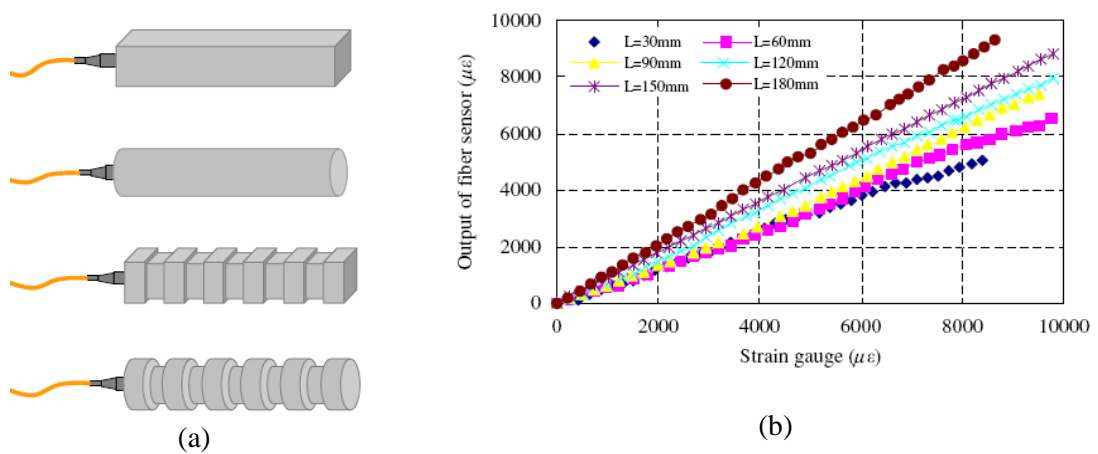 10000
8000
6000
4000
2000
0
Output of fiber sensor (με)
L=30mm
L=60mm
L=90mm
L=120mm
L=150mm
L=180mm
0 2000 4000 6000 8000 10000
Strain gauge (με)
(a)
(b)